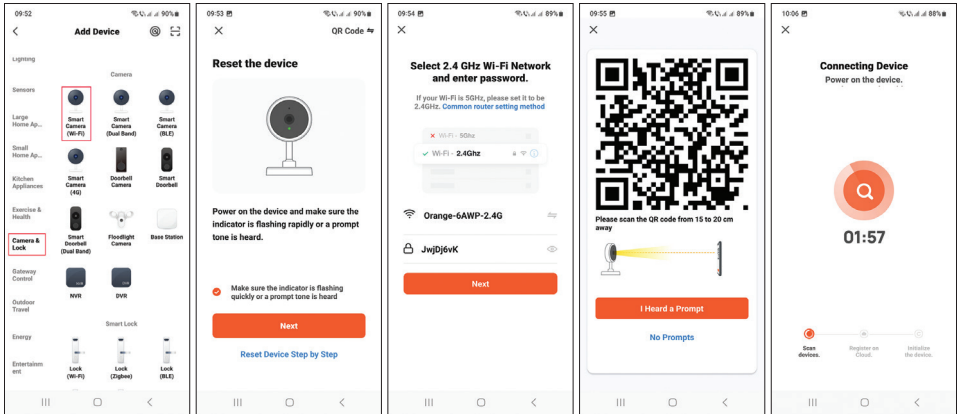 09:52
90%
Add Device
Lighting
Sensors
Large
Home Ap...
Small
Home Ap...
Kitchen
Appliances
Exercise &
Health
Camera &
Lock
Gateway
Control
Outdoor
Travel
Energy
Entertainm
ent
Camera
Smart
Camera
(Wi-Fi)
Smart
Camera
(Dual Band)
Smart
Camera
(BLE)
Smart
Camera
(4G)
Doorbell
Camera
Smart
Doorbell
Smart
Doorbell
(Dual Band)
Floodlight
Camera
Base Station
NVR
DVR
Smart Lock
Lock
(Wi-Fi)
Lock
(Zigbee)
Lock
(BLE)
09:53
90%
QR Code
Reset the device
Power on the device and make sure the
indicator is flashing rapidly or a prompt
tone is heard.
Make sure the indicator is flashing
quickly or a prompt tone is heard
Next
Reset Device Step by Step
09:54
89%
Select 2.4 GHz Wi-Fi Network
and enter password.
If your Wi-Fi is 5GHz, please set it to be
2.4GHz. Common router setting method
Wi-Fi - 5Ghz
Wi-Fi - 2.4Ghz
Orange-6AWP-2.4G
JwjDj6vK
Next
09:55
89%
Please scan the QR code from 15 to 20 cm
away
I Heard a Prompt
No Prompts
10:06
88%
Connecting Device
Power on the device.
01:57
Scan
devices.
Register on
Cloud.
Initialize
the device.